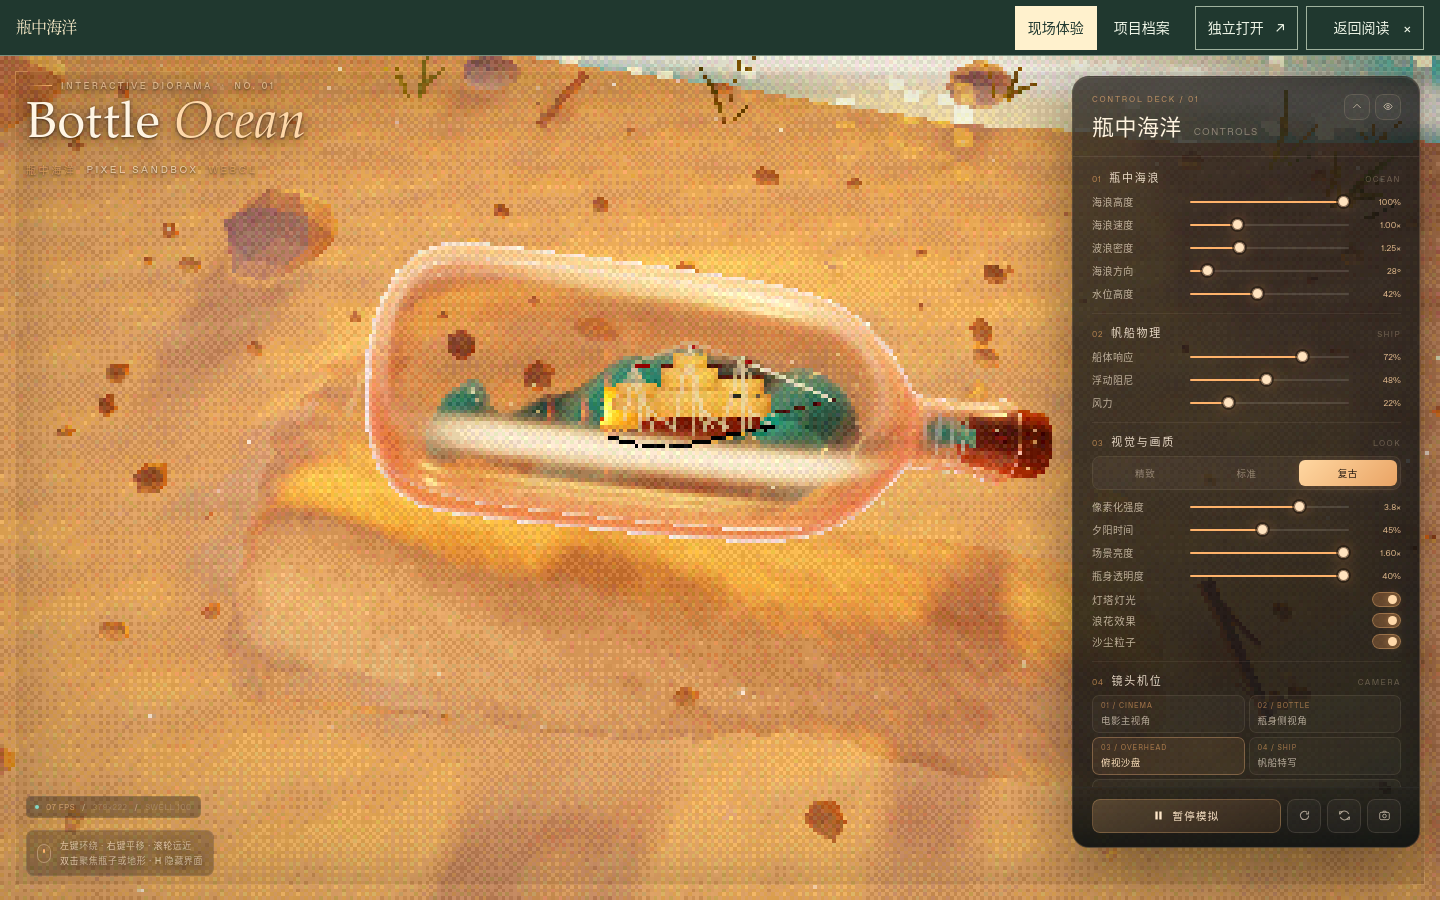 瓶中海洋
现场体验
项目档案
独立打开 ↗
返回阅读 ×
INTERACTIVE DIORAMA NO. 01
Bottle Ocean
瓶中海洋 PIXEL SANDBOX WEBGL
CONTROL DECK / 01
瓶中海洋 CONTROLS
01 瓶中海浪 OCEAN
海浪高度 100%
海浪速度 1.00×
波浪密度 1.25×
海浪方向 28°
水位高度 42%
02 帆船物理 SHIP
船体响应 72%
浮动阻尼 48%
风力 22%
03 视觉与画质 LOOK
精致 标准 复古
像素化强度 3.8×
夕阳时间 45%
场景亮度 1.60×
瓶身透明度 40%
灯塔灯光
浪花效果
沙尘粒子
04 镜头机位 CAMERA
01 / CINEMA
电影主视角
02 / BOTTLE
瓶身侧视角
03 / OVERHEAD
俯视沙盘
04 / SHIP
帆船特写
暂停模拟
07 FPS / / SWELL 100
左键环绕 · 右键平移 · 滚轮远近
双击聚焦瓶子或地形 · H 隐藏界面